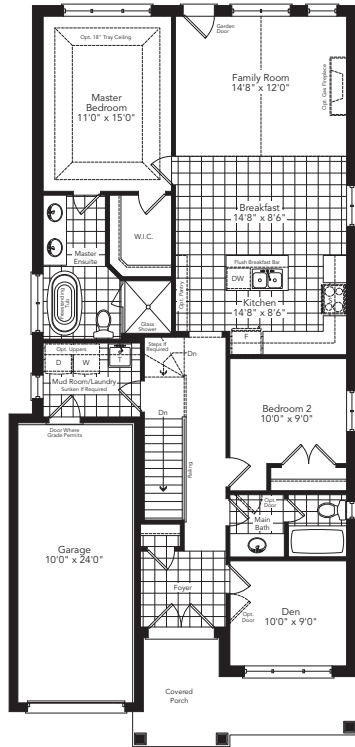 Garden
Door
Opt. 18" Tray Ceiling
Family Room
14'8" x 12'0"
Opt. Gas Fireplace
Master
Bedroom
11'0" x 15'0"
Breakfast
14'8" x 8'6"
W.I.C.
Master
Ensuite
Flush Breakfast Bar
DW
Opt. Pantry
Freestanding
Tub
Kitchen
14'8" x 8'6"
Glass
Shower
F
Opt. Uppers
D
W
T
Steps If
Required
Dn
Mud Room/Laundry
Sunken If Required
Bedroom 2
10'0" x 9'0"
Dn
Door Where
Grade Permits
Railing
Opt.
Door
Main
Bath
Garage
10'0" x 24'0"
Foyer
Den
10'0" x 9'0"
Opt.
Door
Covered
Porch